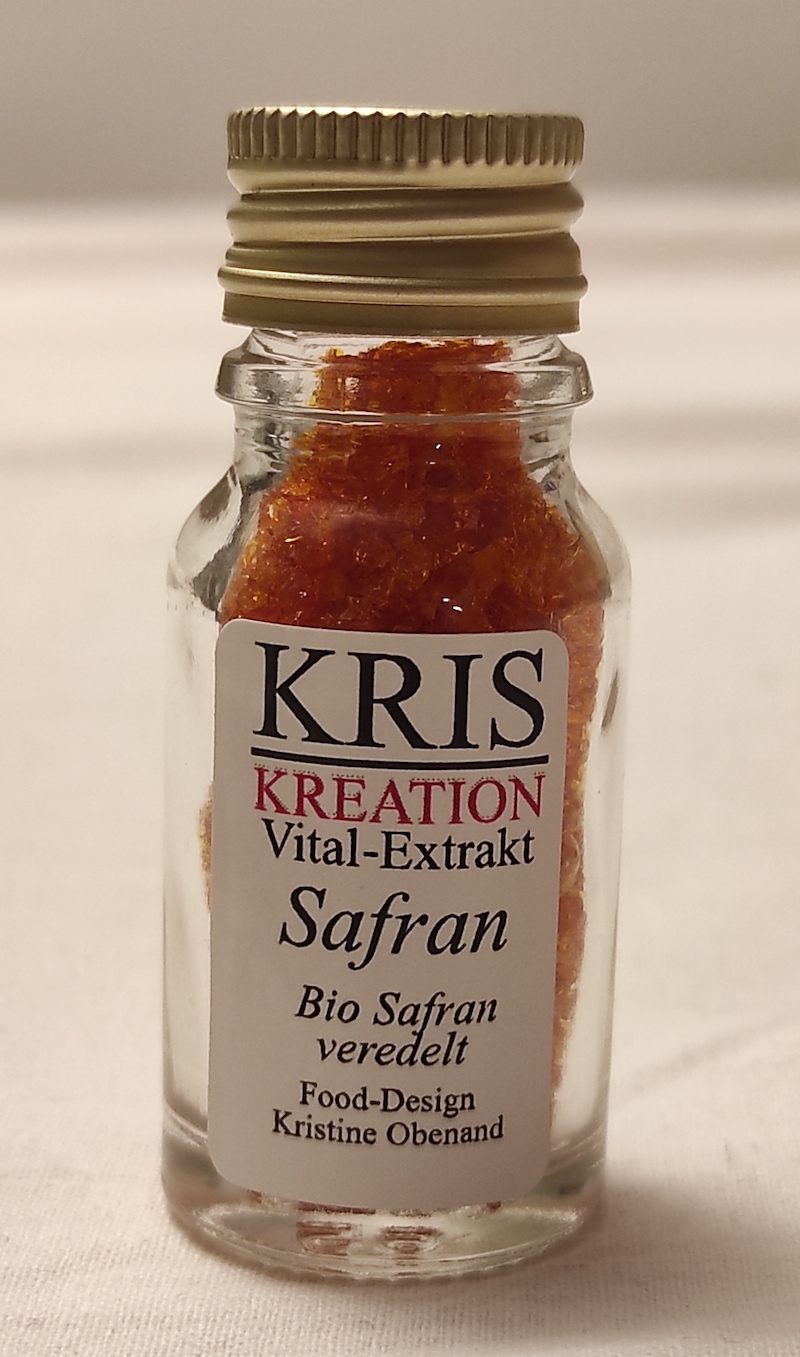 KRIS
KREATION
Vital-Extrakt
Safran
Bio Safran
veredelt
Food-Design
Kristine Obenand